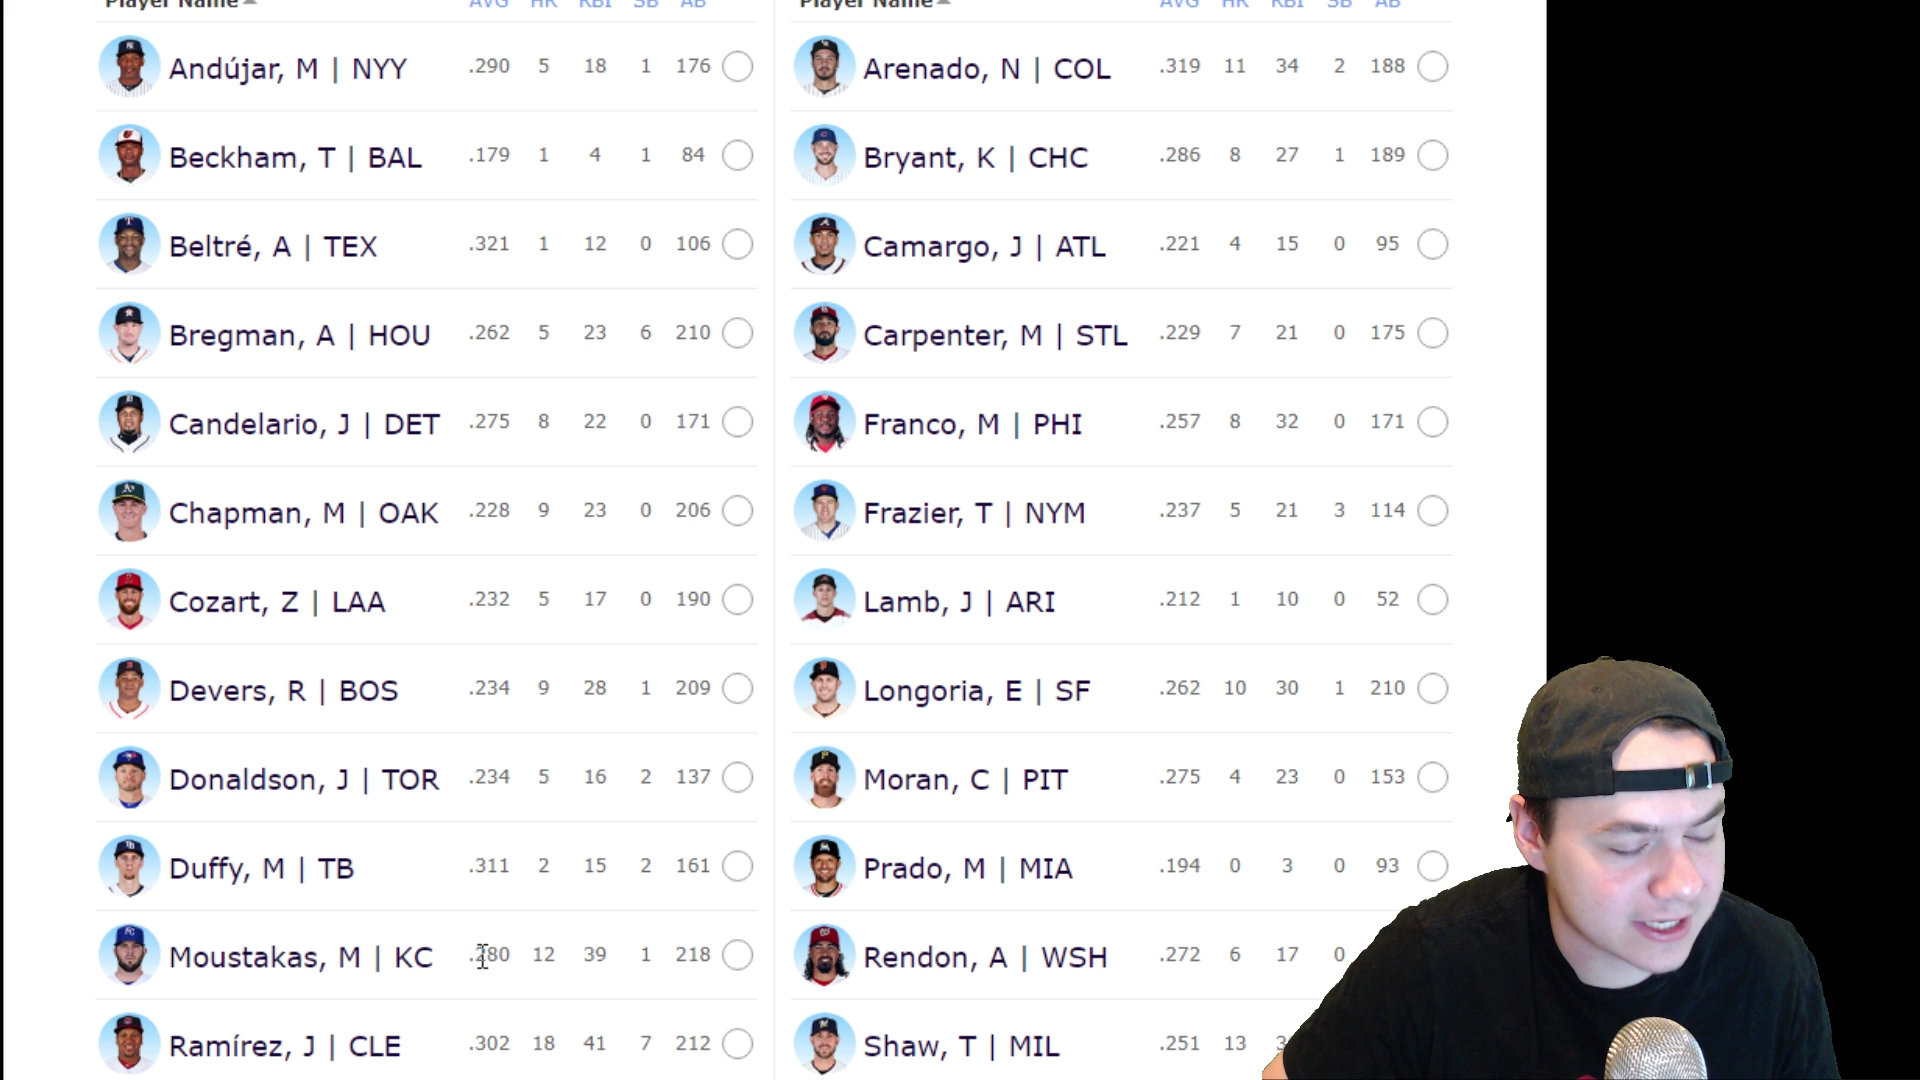 Player Name AVG HR RBI SB AB
Andújar, M | NYY .290 5 18 1 176
Beckham, T | BAL .179 1 4 1 84
Beltré, A | TEX .321 1 12 0 106
Bregman, A | HOU .262 5 23 6 210
Candelario, J | DET .275 8 22 0 171
Chapman, M | OAK .228 9 23 0 206
Cozart, Z | LAA .232 5 17 0 190
Devers, R | BOS .234 9 28 1 209
Donaldson, J | TOR .234 5 16 2 137
Duffy, M | TB .311 2 15 2 161
Moustakas, M | KC .280 12 39 1 218
Ramírez, J | CLE .302 18 41 7 212
Player Name AVG HR RBI SB AB
Arenado, N | COL .319 11 34 2 188
Bryant, K | CHC .286 8 27 1 189
Camargo, J | ATL .221 4 15 0 95
Carpenter, M | STL .229 7 21 0 175
Franco, M | PHI .257 8 32 0 171
Frazier, T | NYM .237 5 21 3 114
Lamb, J | ARI .212 1 10 0 52
Longoria, E | SF .262 10 30 1 210
Moran, C | PIT .275 4 23 0 153
Prado, M | MIA .194 0 3 0 93
Rendon, A | WSH .272 6 17 0
Shaw, T | MIL .251 13